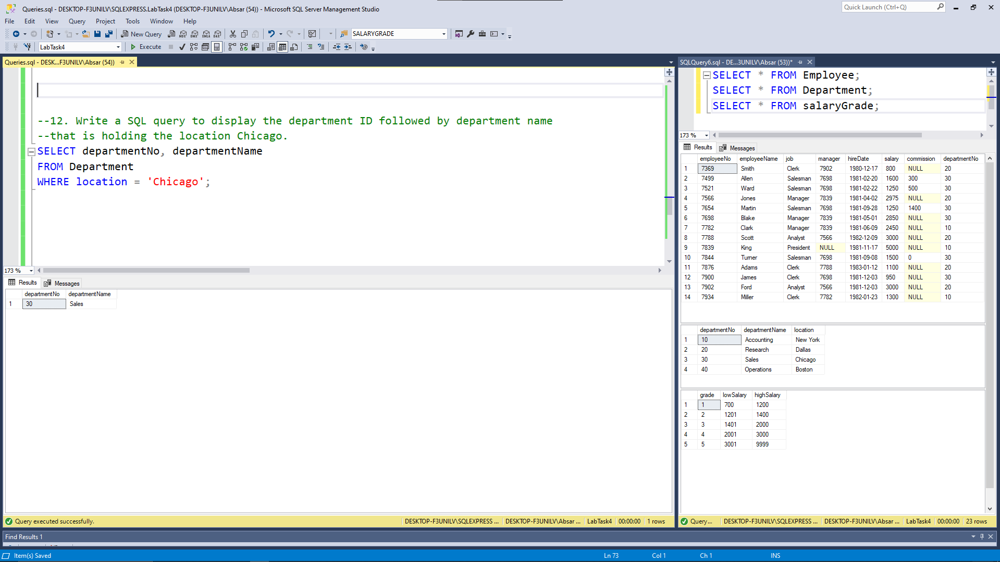 Queries.sql - DESKTOP-F3UNILV\SQLEXPRESS.LabTask4 (DESKTOP-F3UNILV\Absar (54)) - Microsoft SQL Server Management Studio
Quick Launch (Ctrl+Q)
File Edit View Query Project Tools Window Help
New Query MDX DMX XMLA DAX SALARYGRADE
LabTask4 Execute
Queries.sql - DESK...F3UNILV\Absar (54))
--12. Write a SQL query to display the department ID followed by department name
--that is holding the location Chicago.
SELECT departmentNo, departmentName
FROM Department
WHERE location = 'Chicago';
173 %
Results Messages
departmentNo departmentName
1 30 Sales
Query executed successfully. DESKTOP-F3UNILV\SQLEXPRESS ... DESKTOP-F3UNILV\Absar ... LabTask4 00:00:00 1 rows
SQLQuery6.sql - DE...3UNILV\Absar (53))*
SELECT * FROM Employee;
SELECT * FROM Department;
SELECT * FROM salaryGrade;
173 %
Results Messages
employeeNo employeeName job manager hireDate salary commission departmentNo
1 7369 Smith Clerk 7902 1980-12-17 800 NULL 20
2 7499 Allen Salesman 7698 1981-02-20 1600 300 30
3 7521 Ward Salesman 7698 1981-02-22 1250 500 30
4 7566 Jones Manager 7839 1981-04-02 2975 NULL 20
5 7654 Martin Salesman 7698 1981-09-28 1250 1400 30
6 7698 Blake Manager 7839 1981-05-01 2850 NULL 30
7 7782 Clark Manager 7839 1981-06-09 2450 NULL 10
8 7788 Scott Analyst 7566 1982-12-09 3000 NULL 20
9 7839 King President NULL 1981-11-17 5000 NULL 10
10 7844 Turner Salesman 7698 1981-09-08 1500 0 30
11 7876 Adams Clerk 7788 1983-01-12 1100 NULL 20
12 7900 James Clerk 7698 1981-12-03 950 NULL 30
13 7902 Ford Analyst 7566 1981-12-03 3000 NULL 20
14 7934 Miller Clerk 7782 1982-01-23 1300 NULL 10
departmentNo departmentName location
1 10 Accounting New York
2 20 Research Dallas
3 30 Sales Chicago
4 40 Operations Boston
grade lowSalary highSalary
1 1 700 1200
2 2 1201 1400
3 3 1401 2000
4 4 2001 3000
5 5 3001 9999
Query... DESKTOP-F3UNILV\SQLEXPRESS ... DESKTOP-F3UNILV\Absar ... LabTask4 00:00:00 23 rows
Find Results 1
Item(s) Saved Ln 73 Col 1 Ch 1 INS